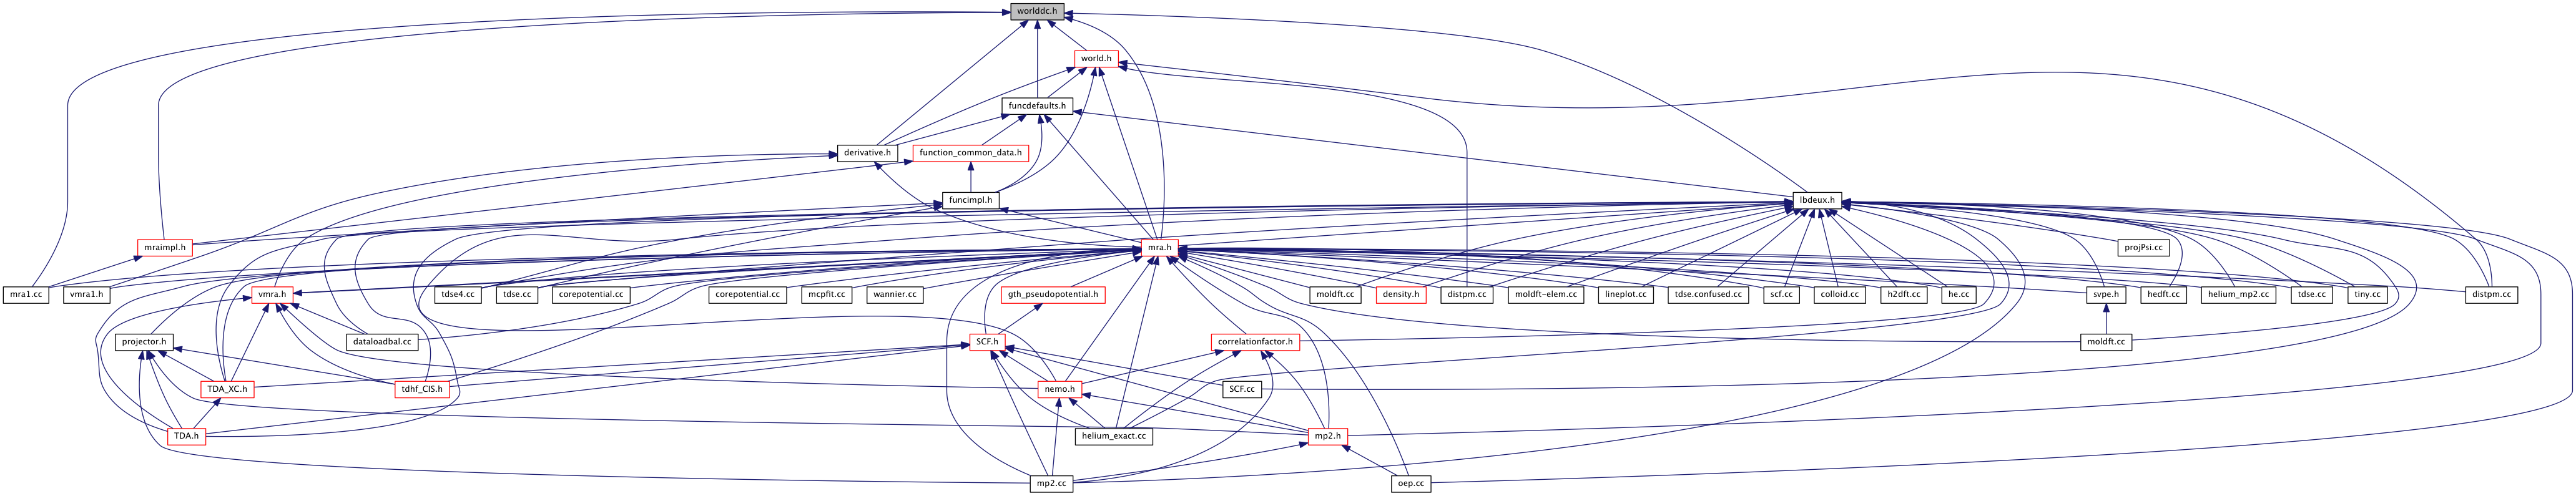 worlddc.h
world.h
funcdefaults.h
derivative.h
function_common_data.h
funcimpl.h
lbdeux.h
mraimpl.h
mra.h
projPsi.cc
mra1.cc
vmra1.h
vmra.h
tdse4.cc
tdse.cc
corepotential.cc
corepotential.cc
mcpfit.cc
wannier.cc
gth_pseudopotential.h
moldft.cc
density.h
distpm.cc
moldft-elem.cc
lineplot.cc
tdse.confused.cc
scf.cc
colloid.cc
h2dft.cc
he.cc
svpe.h
hedft.cc
helium_mp2.cc
tdse.cc
tiny.cc
distpm.cc
projector.h
dataloadbal.cc
SCF.h
correlationfactor.h
moldft.cc
TDA_XC.h
tdhf_CIS.h
nemo.h
SCF.cc
TDA.h
helium_exact.cc
mp2.h
mp2.cc
oep.cc